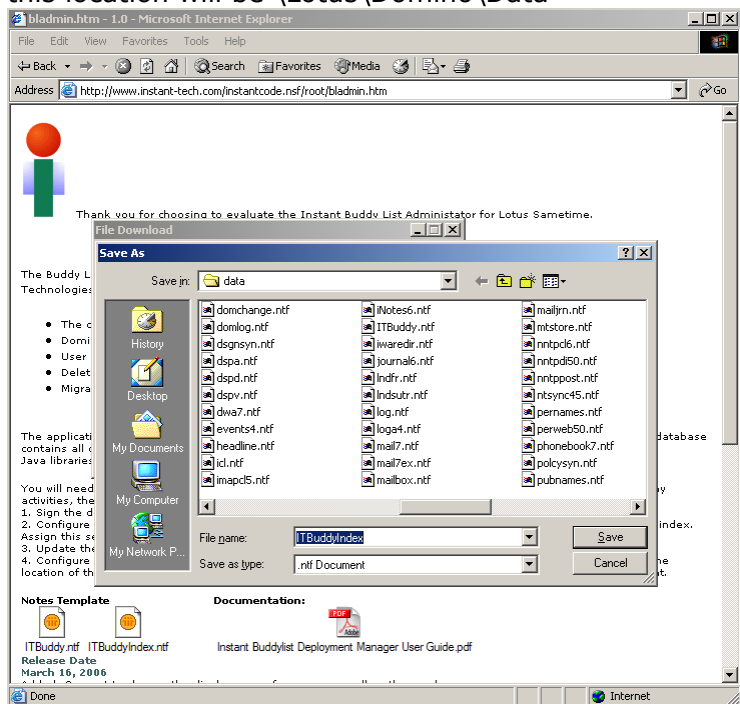 this location will be \Lotus\Domino\Data
bladmin.htm - 1.0 - Microsoft Internet Explorer
File Edit View Favorites Tools Help
Back Search Favorites Media
Address http://www.instant-tech.com/instantcode.nsf/root/bladmin.htm Go
Thank you for choosing to evaluate the Instant Buddy List Administator for Lotus Sametime.
File Download
Save As
The Buddy L
Technologies
• The c
• Domi
• User
• Delet
• Migra
Save in: data
History
Desktop
My Documents
My Computer
My Network P...
domchange.ntf iNotes6.ntf mailjrn.ntf
domlog.ntf ITBuddy.ntf mtstore.ntf
dsgnsyn.ntf iwaredir.ntf nntpcl6.ntf
dspa.ntf journal6.ntf nntpdi50.ntf
dspd.ntf lndfr.ntf nntppost.ntf
dspv.ntf lndsutr.ntf ntsync45.ntf
dwa7.ntf log.ntf pernames.ntf
events4.ntf loga4.ntf perweb50.ntf
headline.ntf mail7.ntf phonebook7.ntf
icl.ntf mail7ex.ntf polcysyn.ntf
imapcl5.ntf mailbox.ntf pubnames.ntf
File name: ITBuddyIndex Save
Save as type: .ntf Document Cancel
The applicati database
contains all
Java libraries
You will need y
activities, the
1. Sign the d
2. Configure index.
Assign this se
3. Update the
4. Configure he
location of th t.
Notes Template Documentation:
PDF
Adobe
ITBuddy.ntf ITBuddyIndex.ntf Instant Buddylist Deployment Manager User Guide.pdf
Release Date
March 16, 2006
Done Internet